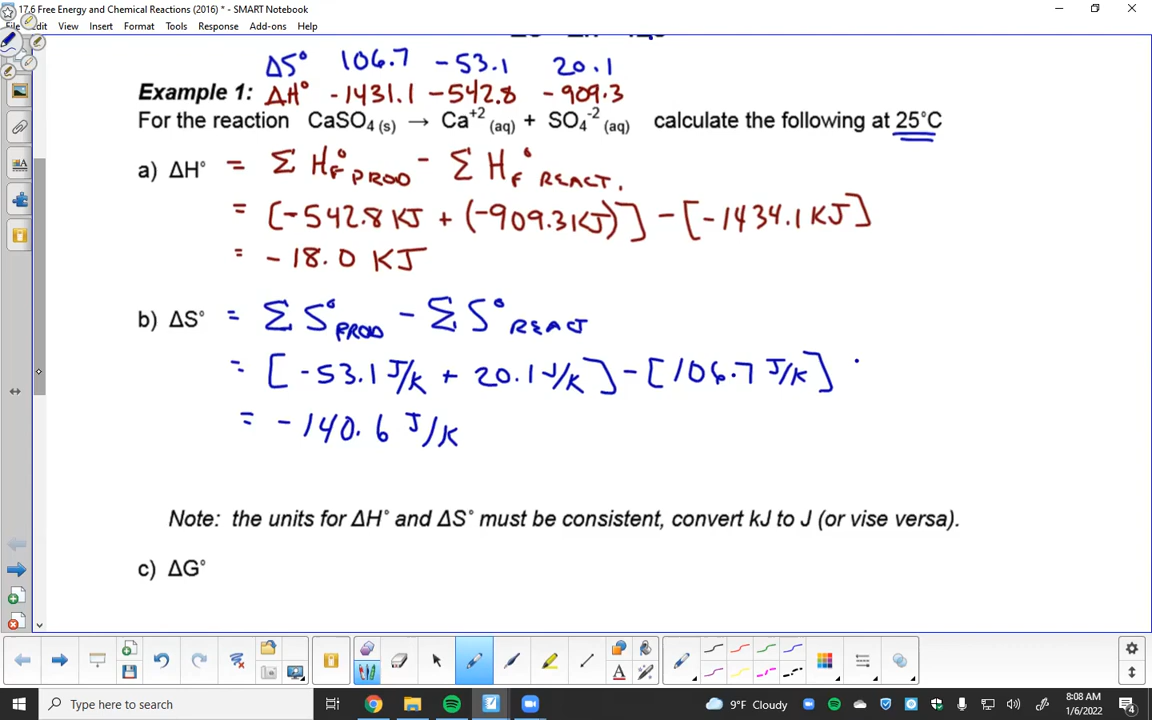 17.6 Free Energy and Chemical Reactions (2016) * - SMART Notebook
File Edit View Insert Format Tools Response Add-ons Help
ΔS° 106.7 -53.1 20.1
Example 1: ΔH° -1431.1 -542.8 -909.3
For the reaction CaSO₄ (s) → Ca⁺² (aq) + SO₄⁻² (aq) calculate the following at 25°C
a) ΔH° = Σ H°f PROD - Σ H°f REACT.
= [-542.8 KJ + (-909.3 KJ)] - [-1434.1 KJ]
= -18.0 KJ
b) ΔS° = Σ S° PROD - Σ S° REACT
= [-53.1 J/K + 20.1 J/K] - [106.7 J/K]
= -140.6 J/K
Note: the units for ΔH° and ΔS° must be consistent, convert kJ to J (or vise versa).
c) ΔG°
Type here to search
9°F Cloudy
8:08 AM
1/6/2022
4